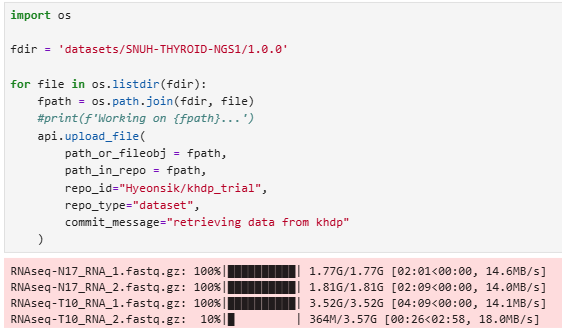 import os
fdir = 'datasets/SNUH-THYROID-NGS1/1.0.0'
for file in os.listdir(fdir):
    fpath = os.path.join(fdir, file)
    #print(f'Working on {fpath}...')
    api.upload_file(
        path_or_fileobj = fpath,
        path_in_repo = fpath,
        repo_id="Hyeonsik/khdp_trial",
        repo_type="dataset",
        commit_message="retrieving data from khdp"
    )
RNAseq-N17_RNA_1.fastq.gz: 100%|██████████| 1.77G/1.77G [02:01<00:00, 14.6MB/s]
RNAseq-N17_RNA_2.fastq.gz: 100%|██████████| 1.81G/1.81G [02:09<00:00, 14.0MB/s]
RNAseq-T10_RNA_1.fastq.gz: 100%|██████████| 3.52G/3.52G [04:09<00:00, 14.1MB/s]
RNAseq-T10_RNA_2.fastq.gz:  10%|█         | 364M/3.57G [00:26<02:58, 18.0MB/s]